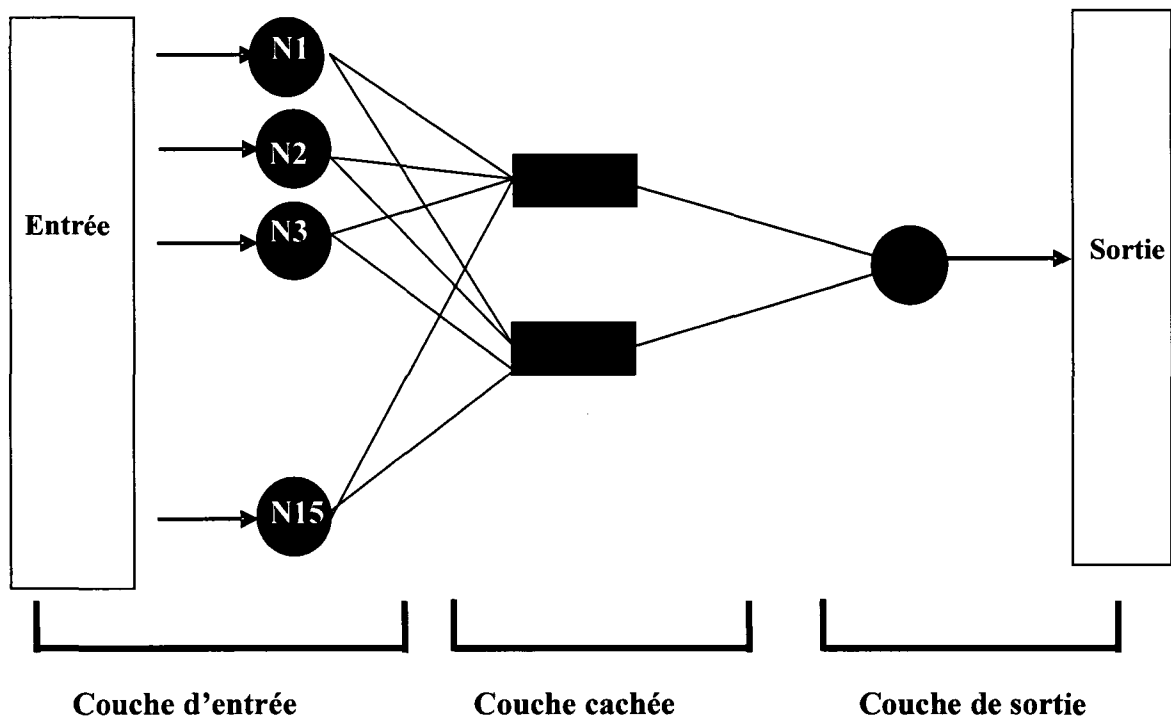 N1
N2
N3
Entrée
Sortie
N15
Couche d'entrée
Couche cachée
Couche de sortie